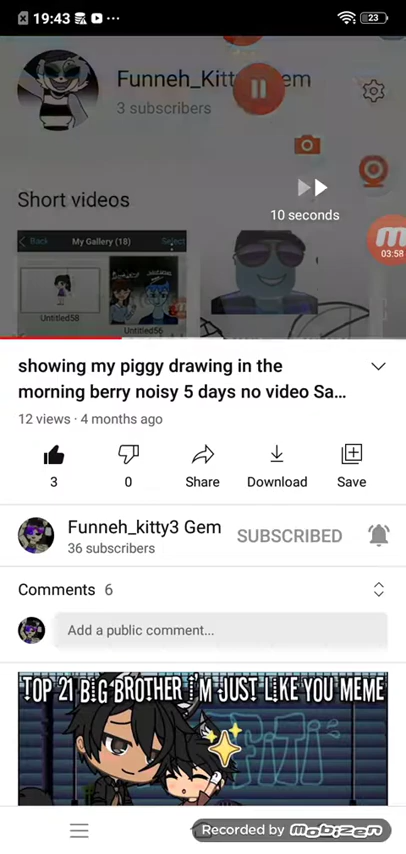 19:43
23
Funneh_Kitt em
3 subscribers
10 seconds
Short videos
Back My Gallery (18) Select
Untitled58
Untitled56
03:58
showing my piggy drawing in the
morning berry noisy 5 days no video Sa...
12 views · 4 months ago
3 0 Share Download Save
Funneh_kitty3 Gem
SUBSCRIBED
36 subscribers
Comments 6
Add a public comment...
TOP 21 BIG BROTHER I'M JUST LIKE YOU MEME
Recorded by mobizen